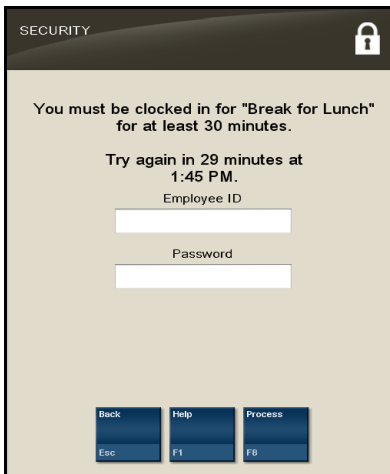 SECURITY
You must be clocked in for "Break for Lunch"
for at least 30 minutes.
Try again in 29 minutes at
1:45 PM.
Employee ID
Password
Back Help Process
Esc F1 F8